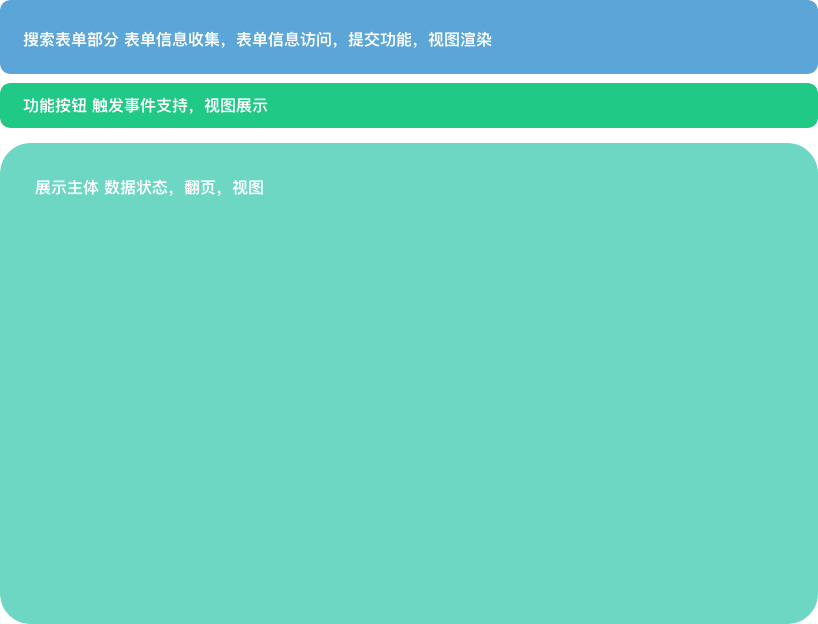 搜索表单部分 表单信息收集，表单信息访问，提交功能，视图渲染
功能按钮 触发事件支持，视图展示
展示主体 数据状态，翻页，视图